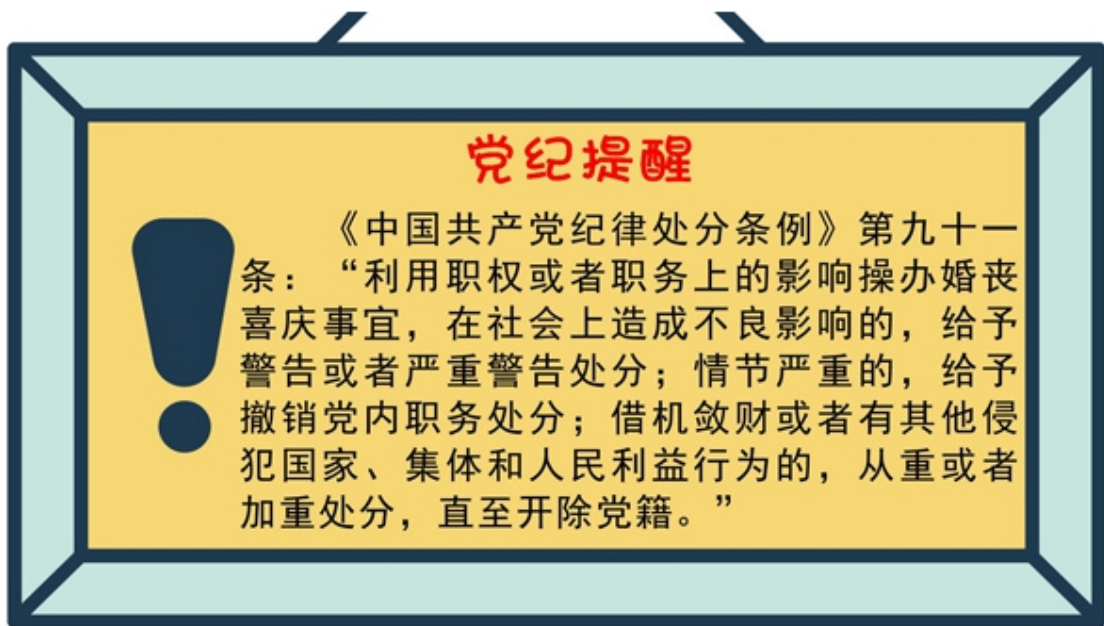 党纪提醒
《中国共产党纪律处分条例》第九十一
条：“利用职权或者职务上的影响操办婚丧
喜庆事宜，在社会上造成不良影响的，给予
警告或者严重警告处分；情节严重的，给予
撤销党内职务处分；借机敛财或者有其他侵
犯国家、集体和人民利益行为的，从重或者
加重处分，直至开除党籍。”